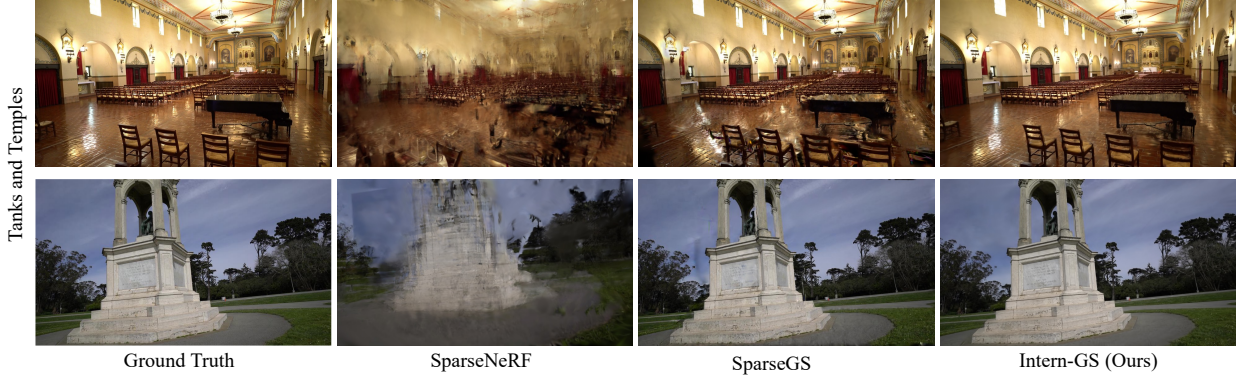 Tanks and Temples
Ground Truth
SparseNeRF
SparseGS
Intern-GS (Ours)